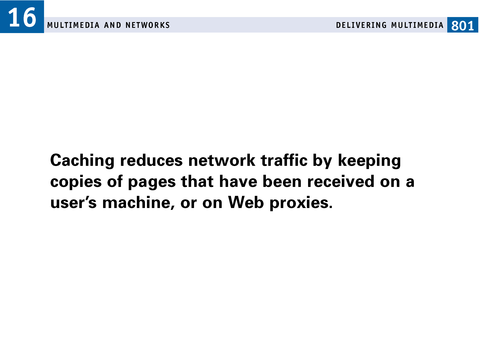 16
MULTIMEDIA AND NETWORKS
DELIVERING MULTIMEDIA 801
Caching reduces network traffic by keeping
copies of pages that have been received on a
user's machine, or on Web proxies.